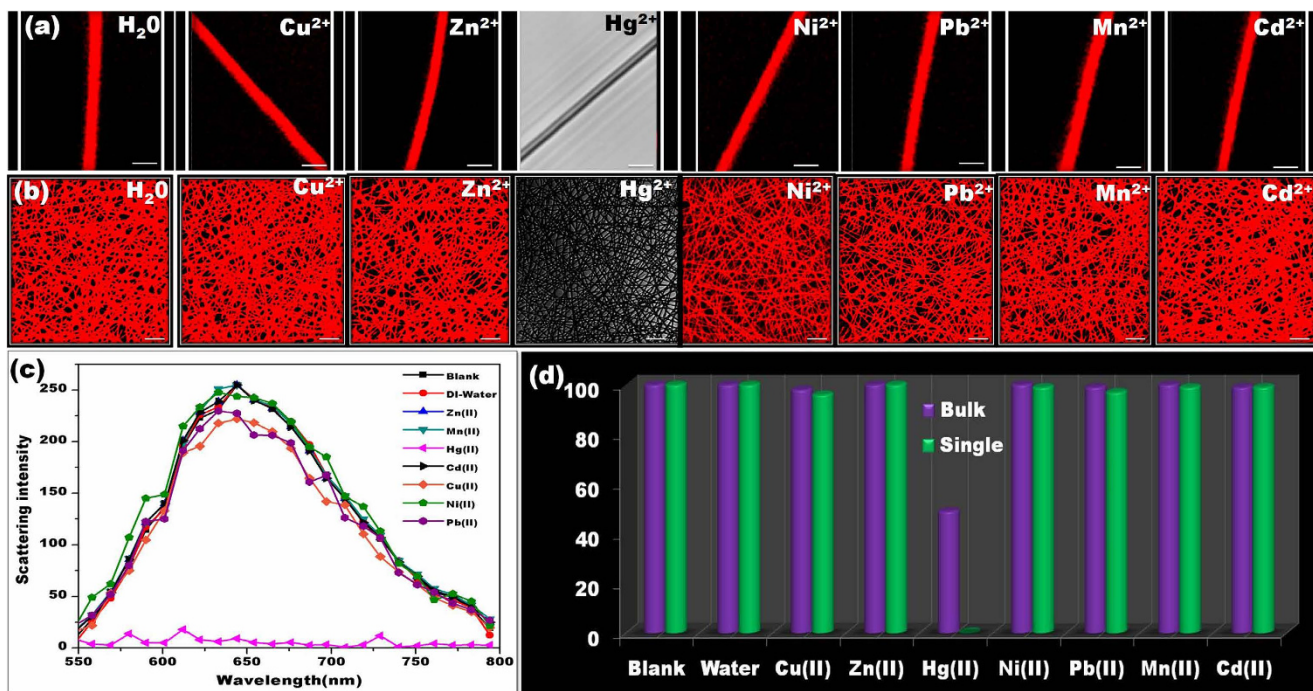 (a) H₂0 Cu²⁺ Zn²⁺ Hg²⁺ Ni²⁺ Pb²⁺ Mn²⁺ Cd²⁺
(b) H₂0 Cu²⁺ Zn²⁺ Hg²⁺ Ni²⁺ Pb²⁺ Mn²⁺ Cd²⁺
(c)
Scattering intensity
250
200
150
100
50
0
550 600 650 700 750 800
Wavelength(nm)
Blank
DI-Water
Zn(II)
Mn(II)
Hg(II)
Cd(II)
Cu(II)
Ni(II)
Pb(II)
(d)
100
80
60
40
20
0
Bulk
Single
Blank Water Cu(II) Zn(II) Hg(II) Ni(II) Pb(II) Mn(II) Cd(II)